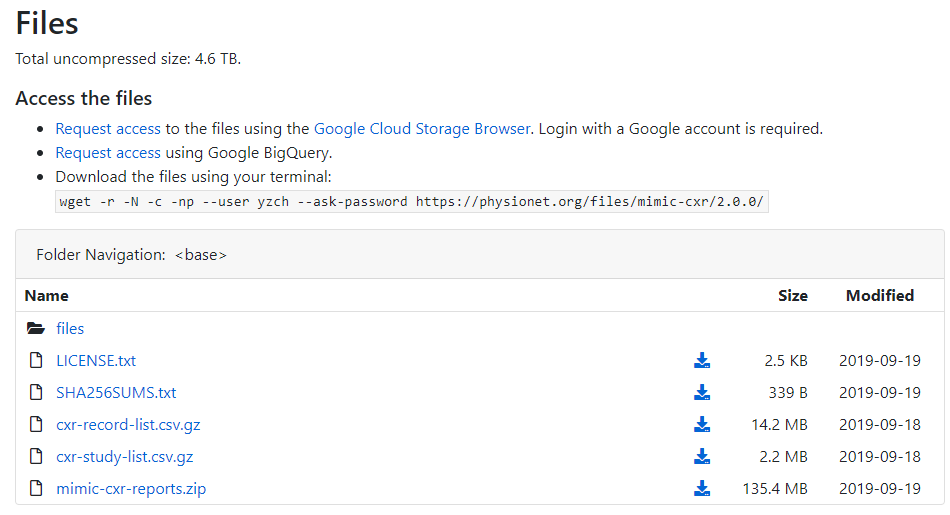 Files
Total uncompressed size: 4.6 TB.
Access the files
Request access to the files using the Google Cloud Storage Browser. Login with a Google account is required.
Request access using Google BigQuery.
Download the files using your terminal:
wget -r -N -c -np --user yzch --ask-password https://physionet.org/files/mimic-cxr/2.0.0/
Folder Navigation: <base>
Name Size Modified
files
LICENSE.txt 2.5 KB 2019-09-19
SHA256SUMS.txt 339 B 2019-09-19
cxr-record-list.csv.gz 14.2 MB 2019-09-18
cxr-study-list.csv.gz 2.2 MB 2019-09-18
mimic-cxr-reports.zip 135.4 MB 2019-09-19